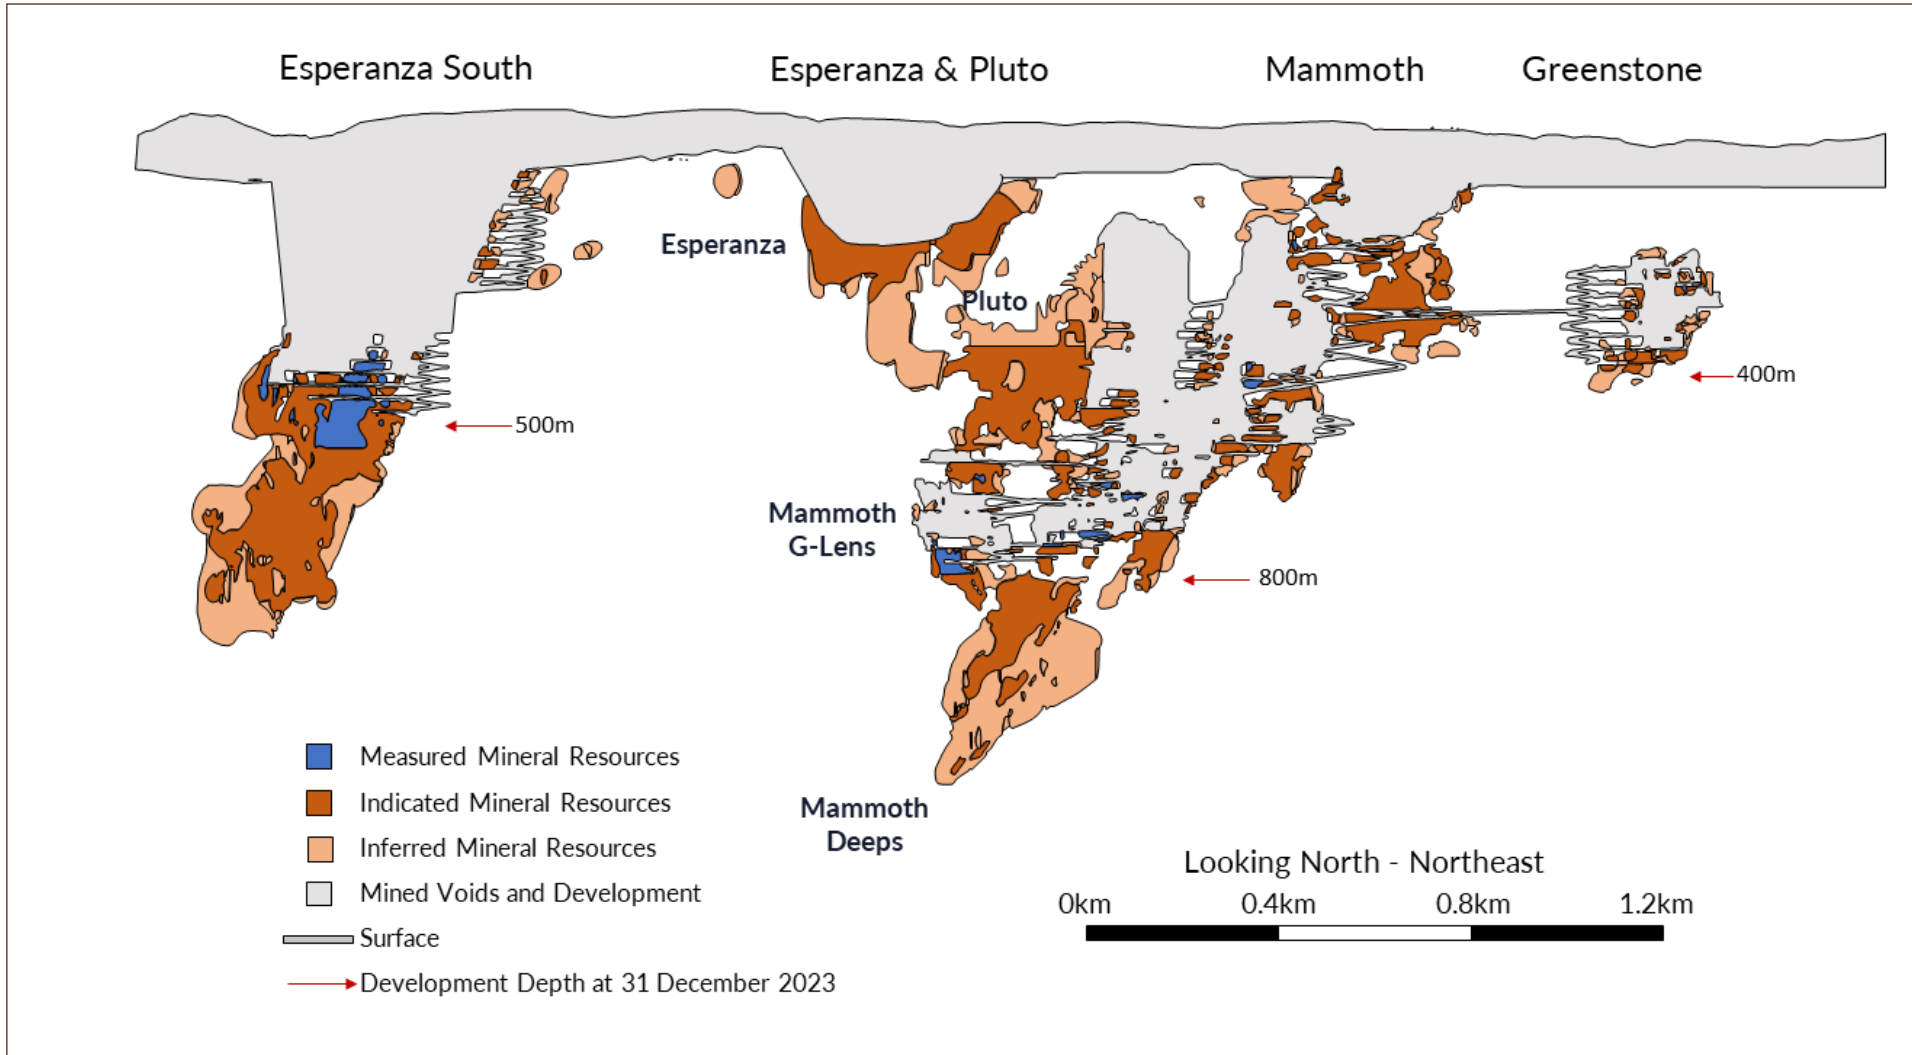 Esperanza South
Esperanza & Pluto
Mammoth
Greenstone
Esperanza
Pluto
400m
500m
Mammoth
G-Lens
800m
Measured Mineral Resources
Indicated Mineral Resources
Mammoth
Deeps
Inferred Mineral Resources
Mined Voids and Development
Surface
Development Depth at 31 December 2023
Looking North - Northeast
0km 0.4km 0.8km 1.2km